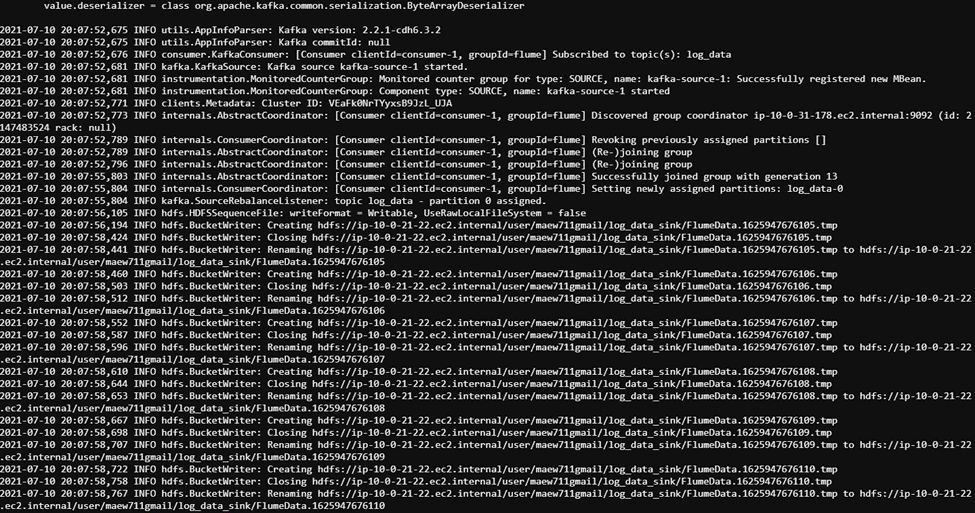 value.deserializer = class org.apache.kafka.common.serialization.ByteArrayDeserializer
2021-07-10 20:07:52,675 INFO utils.AppInfoParser: Kafka version: 2.2.1-cdh6.3.2
2021-07-10 20:07:52,675 INFO utils.AppInfoParser: Kafka commitId: null
2021-07-10 20:07:52,676 INFO consumer.KafkaConsumer: [Consumer clientId=consumer-1, groupId=flume] Subscribed to topic(s): log_data
2021-07-10 20:07:52,681 INFO kafka.KafkaSource: Kafka source kafka-source-1 started.
2021-07-10 20:07:52,681 INFO instrumentation.MonitoredCounterGroup: Monitored counter group for type: SOURCE, name: kafka-source-1: Successfully registered new MBean.
2021-07-10 20:07:52,681 INFO instrumentation.MonitoredCounterGroup: Component type: SOURCE, name: kafka-source-1 started
2021-07-10 20:07:52,771 INFO clients.Metadata: Cluster ID: VEaFk0NrTYyxsB9JzL_UJA
2021-07-10 20:07:52,773 INFO internals.AbstractCoordinator: [Consumer clientId=consumer-1, groupId=flume] Discovered group coordinator ip-10-0-31-178.ec2.internal:9092 (id: 2
147483524 rack: null)
2021-07-10 20:07:52,789 INFO internals.ConsumerCoordinator: [Consumer clientId=consumer-1, groupId=flume] Revoking previously assigned partitions []
2021-07-10 20:07:52,789 INFO internals.AbstractCoordinator: [Consumer clientId=consumer-1, groupId=flume] (Re-)joining group
2021-07-10 20:07:52,796 INFO internals.AbstractCoordinator: [Consumer clientId=consumer-1, groupId=flume] (Re-)joining group
2021-07-10 20:07:55,803 INFO internals.AbstractCoordinator: [Consumer clientId=consumer-1, groupId=flume] Successfully joined group with generation 13
2021-07-10 20:07:55,804 INFO internals.ConsumerCoordinator: [Consumer clientId=consumer-1, groupId=flume] Setting newly assigned partitions: log_data-0
2021-07-10 20:07:55,804 INFO kafka.SourceRebalanceListener: topic log_data - partition 0 assigned.
2021-07-10 20:07:56,105 INFO hdfs.HDFSSequenceFile: writeFormat = Writable, UseRawLocalFileSystem = false
2021-07-10 20:07:56,194 INFO hdfs.BucketWriter: Creating hdfs://ip-10-0-21-22.ec2.internal/user/maew711gmail/log_data_sink/FlumeData.1625947676105.tmp
2021-07-10 20:07:58,424 INFO hdfs.BucketWriter: Closing hdfs://ip-10-0-21-22.ec2.internal/user/maew711gmail/log_data_sink/FlumeData.1625947676105.tmp
2021-07-10 20:07:58,441 INFO hdfs.BucketWriter: Renaming hdfs://ip-10-0-21-22.ec2.internal/user/maew711gmail/log_data_sink/FlumeData.1625947676105.tmp to hdfs://ip-10-0-21-22
.ec2.internal/user/maew711gmail/log_data_sink/FlumeData.1625947676105
2021-07-10 20:07:58,460 INFO hdfs.BucketWriter: Creating hdfs://ip-10-0-21-22.ec2.internal/user/maew711gmail/log_data_sink/FlumeData.1625947676106.tmp
2021-07-10 20:07:58,503 INFO hdfs.BucketWriter: Closing hdfs://ip-10-0-21-22.ec2.internal/user/maew711gmail/log_data_sink/FlumeData.1625947676106.tmp
2021-07-10 20:07:58,512 INFO hdfs.BucketWriter: Renaming hdfs://ip-10-0-21-22.ec2.internal/user/maew711gmail/log_data_sink/FlumeData.1625947676106.tmp to hdfs://ip-10-0-21-22
.ec2.internal/user/maew711gmail/log_data_sink/FlumeData.1625947676106
2021-07-10 20:07:58,552 INFO hdfs.BucketWriter: Creating hdfs://ip-10-0-21-22.ec2.internal/user/maew711gmail/log_data_sink/FlumeData.1625947676107.tmp
2021-07-10 20:07:58,587 INFO hdfs.BucketWriter: Closing hdfs://ip-10-0-21-22.ec2.internal/user/maew711gmail/log_data_sink/FlumeData.1625947676107.tmp
2021-07-10 20:07:58,596 INFO hdfs.BucketWriter: Renaming hdfs://ip-10-0-21-22.ec2.internal/user/maew711gmail/log_data_sink/FlumeData.1625947676107.tmp to hdfs://ip-10-0-21-22
.ec2.internal/user/maew711gmail/log_data_sink/FlumeData.1625947676107
2021-07-10 20:07:58,610 INFO hdfs.BucketWriter: Creating hdfs://ip-10-0-21-22.ec2.internal/user/maew711gmail/log_data_sink/FlumeData.1625947676108.tmp
2021-07-10 20:07:58,644 INFO hdfs.BucketWriter: Closing hdfs://ip-10-0-21-22.ec2.internal/user/maew711gmail/log_data_sink/FlumeData.1625947676108.tmp
2021-07-10 20:07:58,653 INFO hdfs.BucketWriter: Renaming hdfs://ip-10-0-21-22.ec2.internal/user/maew711gmail/log_data_sink/FlumeData.1625947676108.tmp to hdfs://ip-10-0-21-22
.ec2.internal/user/maew711gmail/log_data_sink/FlumeData.1625947676108
2021-07-10 20:07:58,667 INFO hdfs.BucketWriter: Creating hdfs://ip-10-0-21-22.ec2.internal/user/maew711gmail/log_data_sink/FlumeData.1625947676109.tmp
2021-07-10 20:07:58,698 INFO hdfs.BucketWriter: Closing hdfs://ip-10-0-21-22.ec2.internal/user/maew711gmail/log_data_sink/FlumeData.1625947676109.tmp
2021-07-10 20:07:58,707 INFO hdfs.BucketWriter: Renaming hdfs://ip-10-0-21-22.ec2.internal/user/maew711gmail/log_data_sink/FlumeData.1625947676109.tmp to hdfs://ip-10-0-21-22
.ec2.internal/user/maew711gmail/log_data_sink/FlumeData.1625947676109
2021-07-10 20:07:58,722 INFO hdfs.BucketWriter: Creating hdfs://ip-10-0-21-22.ec2.internal/user/maew711gmail/log_data_sink/FlumeData.1625947676110.tmp
2021-07-10 20:07:58,758 INFO hdfs.BucketWriter: Closing hdfs://ip-10-0-21-22.ec2.internal/user/maew711gmail/log_data_sink/FlumeData.1625947676110.tmp
2021-07-10 20:07:58,767 INFO hdfs.BucketWriter: Renaming hdfs://ip-10-0-21-22.ec2.internal/user/maew711gmail/log_data_sink/FlumeData.1625947676110.tmp to hdfs://ip-10-0-21-22
.ec2.internal/user/maew711gmail/log_data_sink/FlumeData.1625947676110